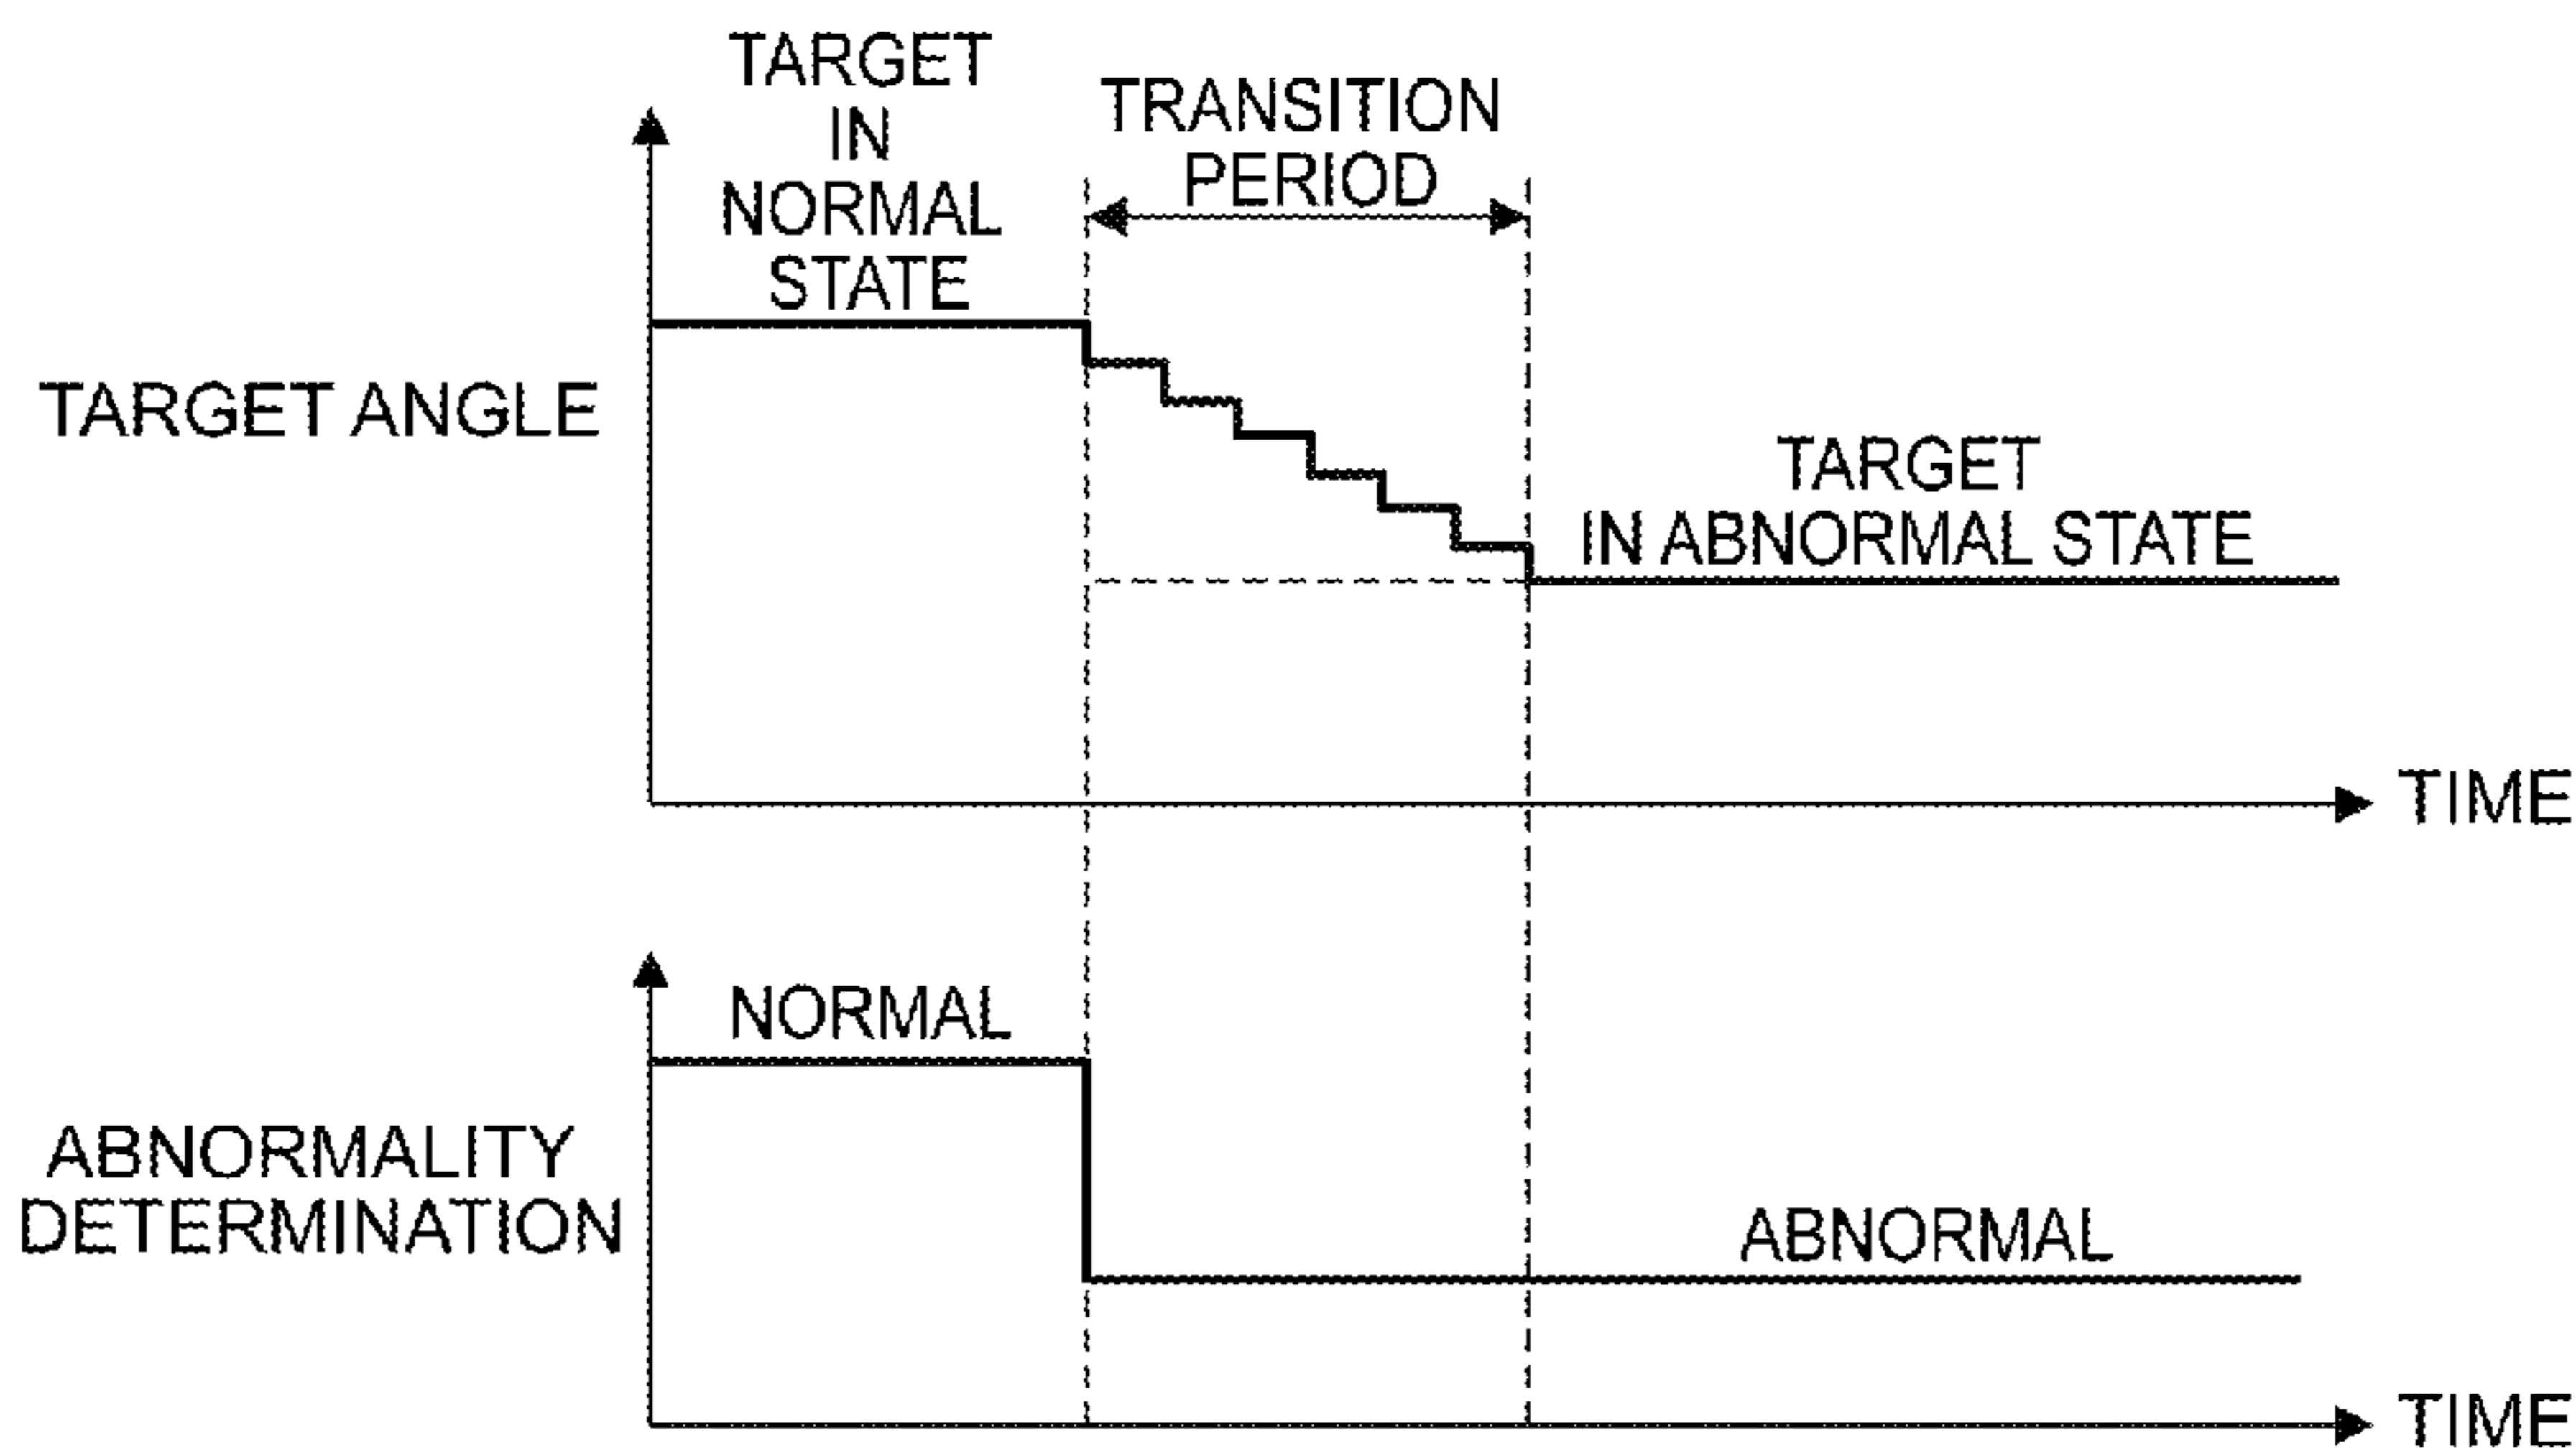 TARGET
IN
NORMAL
STATE
TRANSITION
PERIOD
TARGET ANGLE
TARGET
IN ABNORMAL STATE
TIME
NORMAL
ABNORMALITY
DETERMINATION
ABNORMAL
TIME